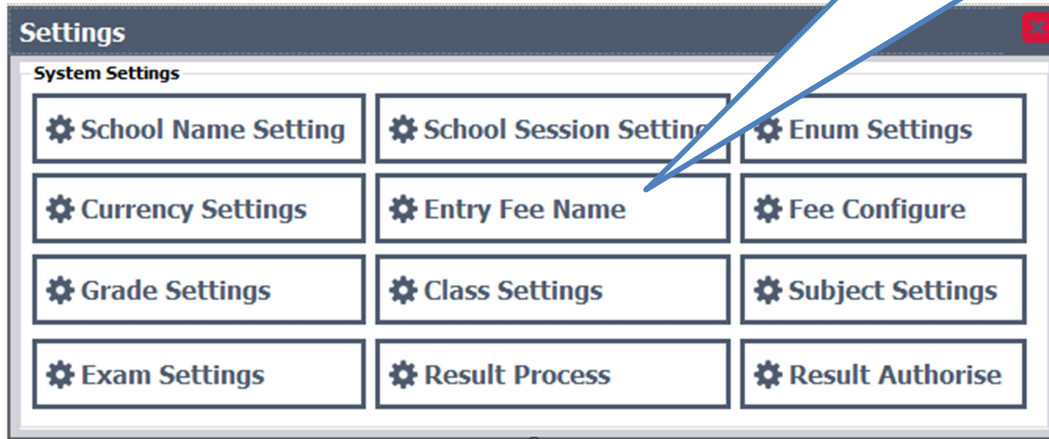 Settings
System Settings
School Name Setting
School Session Setting
Enum Settings
Currency Settings
Entry Fee Name
Fee Configure
Grade Settings
Class Settings
Subject Settings
Exam Settings
Result Process
Result Authorise